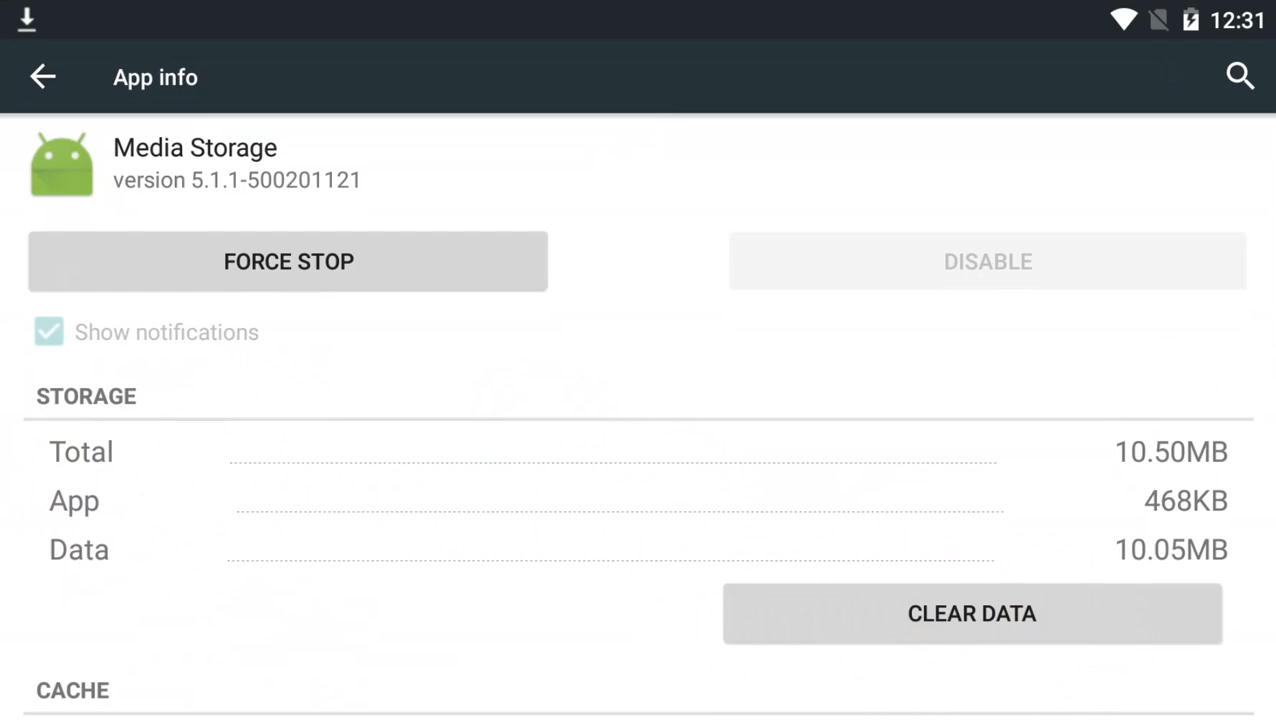 12:31
App info
Media Storage
version 5.1.1-500201121
FORCE STOP
DISABLE
Show notifications
STORAGE
Total 10.50MB
App 468KB
Data 10.05MB
CLEAR DATA
CACHE